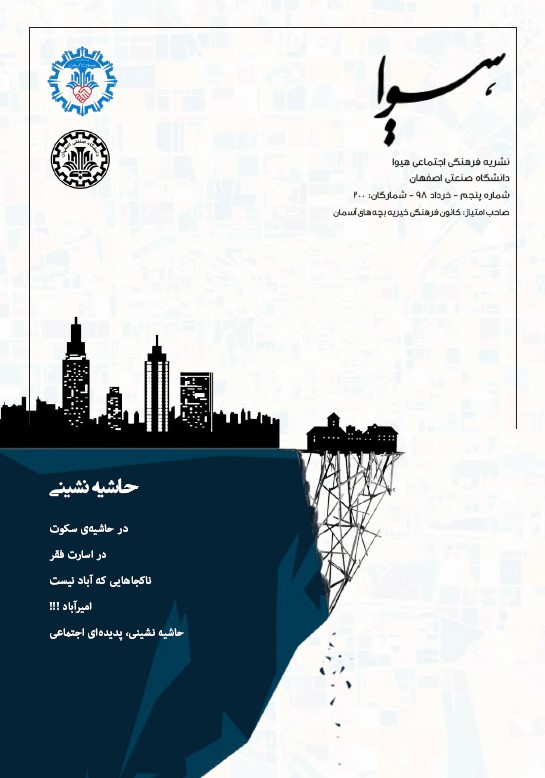 هیوا
نشریه فرهنگی اجتماعی هیوا
دانشگاه صنعتی اصفهان
شماره پنجم - خرداد ۹۸ - شمارگان: ۲۰۰
صاحب امتیاز: کانون فرهنگی خیریه بچه‌های آسمان
حاشیه نشینی
در حاشیه‌ی سکوت
در اسارت فقر
ناکجاهایی که آباد نیست
امیرآباد !!!
حاشیه نشینی، پدیده‌ای اجتماعی